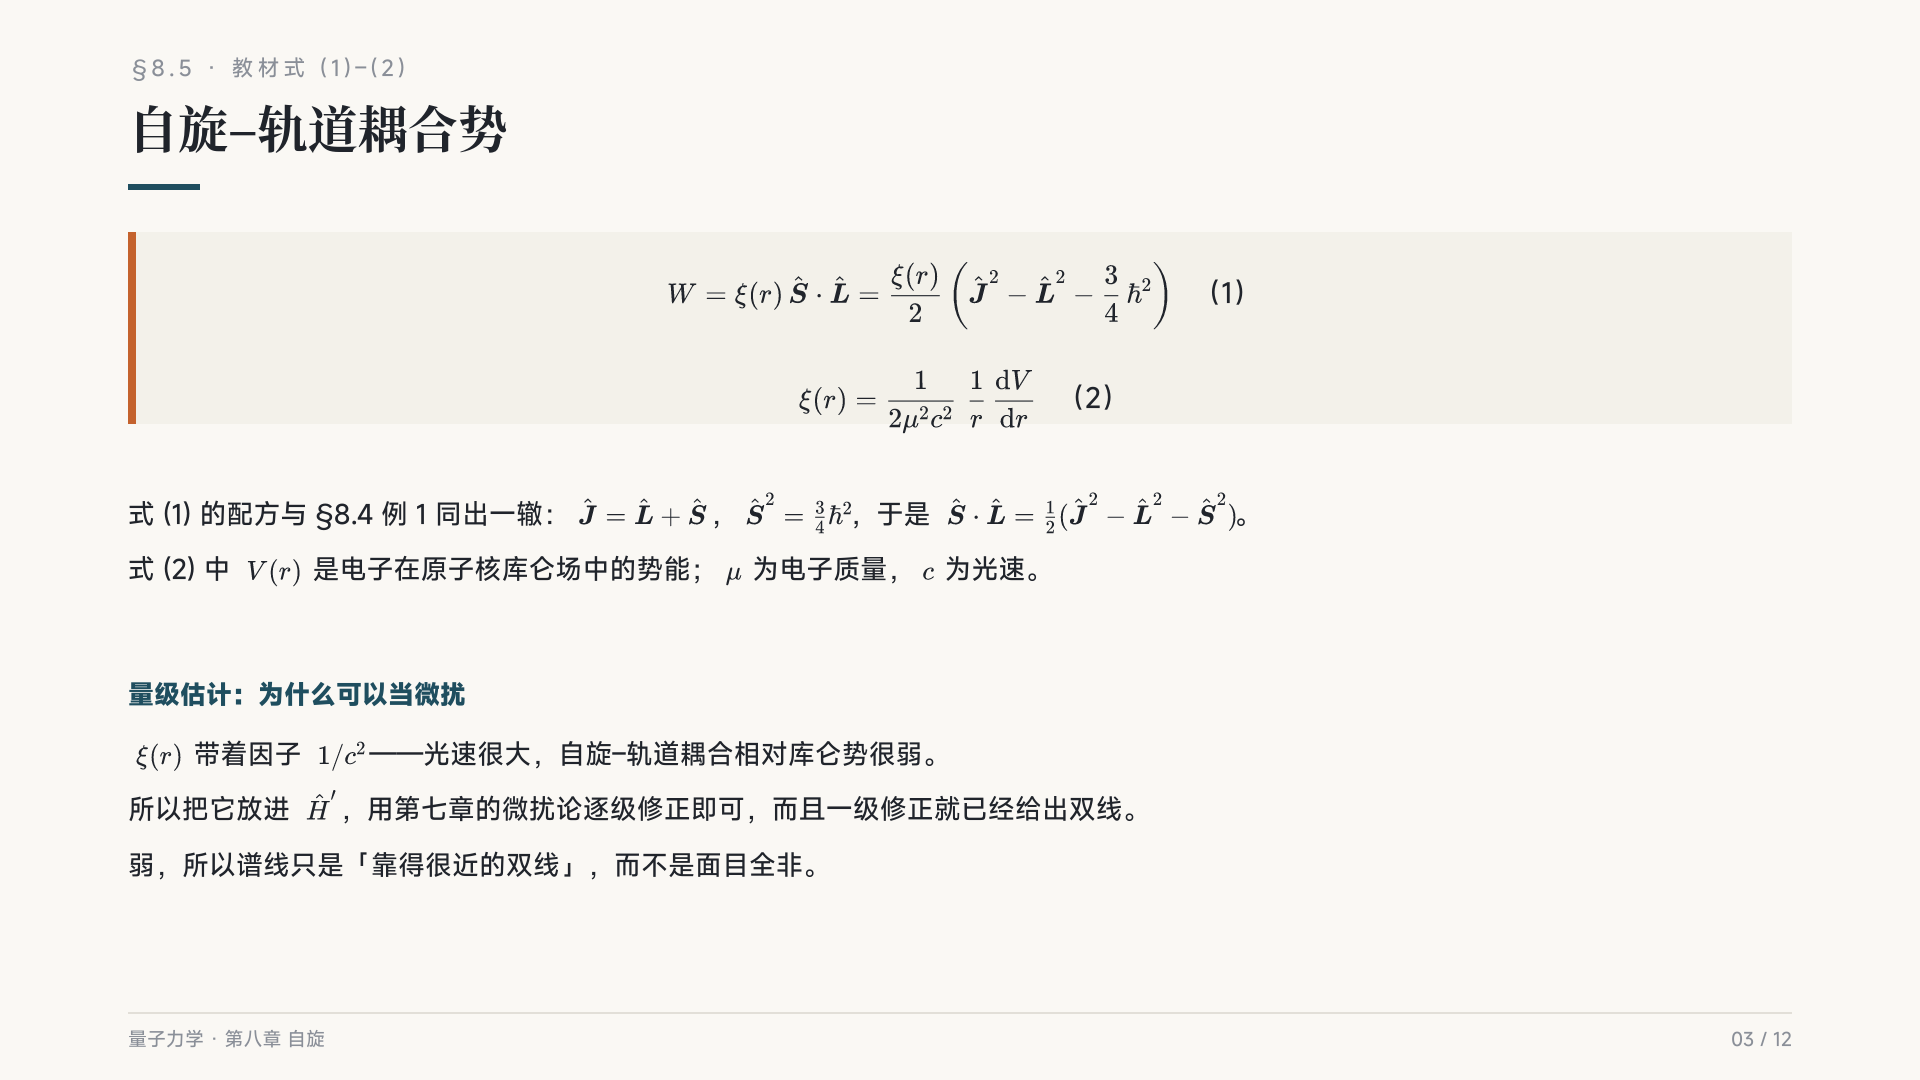 §8.5 · 教材式 (1)–(2)
自旋–轨道耦合势
W = ξ(r) Ŝ · L̂ = ξ(r)/2 (Ĵ² − L̂² − 3/4 ħ²) (1)
ξ(r) = 1/(2μ²c²) 1/r dV/dr (2)
式 (1) 的配方与 §8.4 例 1 同出一辙： Ĵ = L̂ + Ŝ， Ŝ² = 3/4 ħ²，于是 Ŝ · L̂ = 1/2 (Ĵ² − L̂² − Ŝ²)。
式 (2) 中 V(r) 是电子在原子核库仑场中的势能； μ 为电子质量， c 为光速。
量级估计：为什么可以当微扰
ξ(r) 带着因子 1/c²——光速很大，自旋–轨道耦合相对库仑势很弱。
所以把它放进 Ĥ′，用第七章的微扰论逐级修正即可，而且一级修正就已经给出双线。
弱，所以谱线只是「靠得很近的双线」，而不是面目全非。
量子力学 · 第八章 自旋
03 / 12